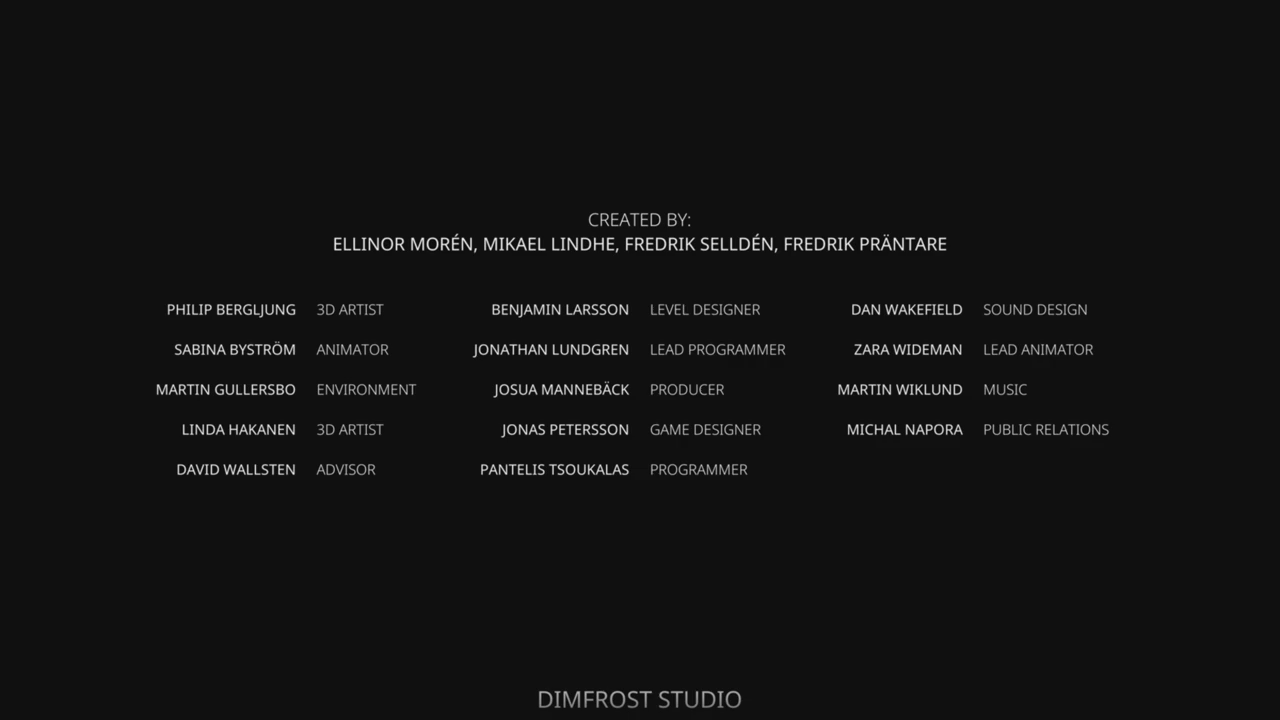 CREATED BY:
ELLINOR MORÉN, MIKAEL LINDHE, FREDRIK SELLDÉN, FREDRIK PRÄNTARE
PHILIP BERGLJUNG 3D ARTIST
SABINA BYSTRÖM ANIMATOR
MARTIN GULLERSBO ENVIRONMENT
LINDA HAKANEN 3D ARTIST
DAVID WALLSTEN ADVISOR
BENJAMIN LARSSON LEVEL DESIGNER
JONATHAN LUNDGREN LEAD PROGRAMMER
JOSUA MANNEBÄCK PRODUCER
JONAS PETERSSON GAME DESIGNER
PANTELIS TSOUKALAS PROGRAMMER
DAN WAKEFIELD SOUND DESIGN
ZARA WIDEMAN LEAD ANIMATOR
MARTIN WIKLUND MUSIC
MICHAL NAPORA PUBLIC RELATIONS
DIMFROST STUDIO